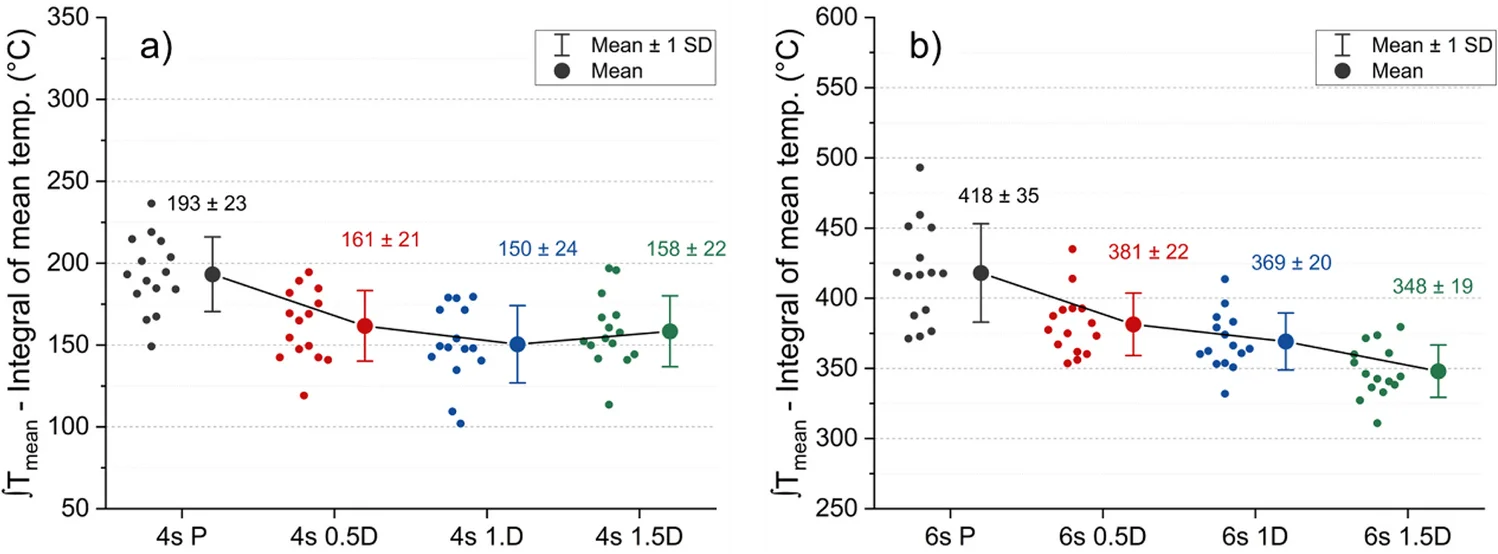 a)
Mean ± 1 SD
Mean
∫Tmean - Integral of mean temp. (°C)
350
300
250
200
150
100
50
193 ± 23
161 ± 21
150 ± 24
158 ± 22
4s P
4s 0.5D
4s 1.D
4s 1.5D
b)
Mean ± 1 SD
Mean
∫Tmean - Integral of mean temp. (°C)
600
550
500
450
400
350
300
250
418 ± 35
381 ± 22
369 ± 20
348 ± 19
6s P
6s 0.5D
6s 1D
6s 1.5D